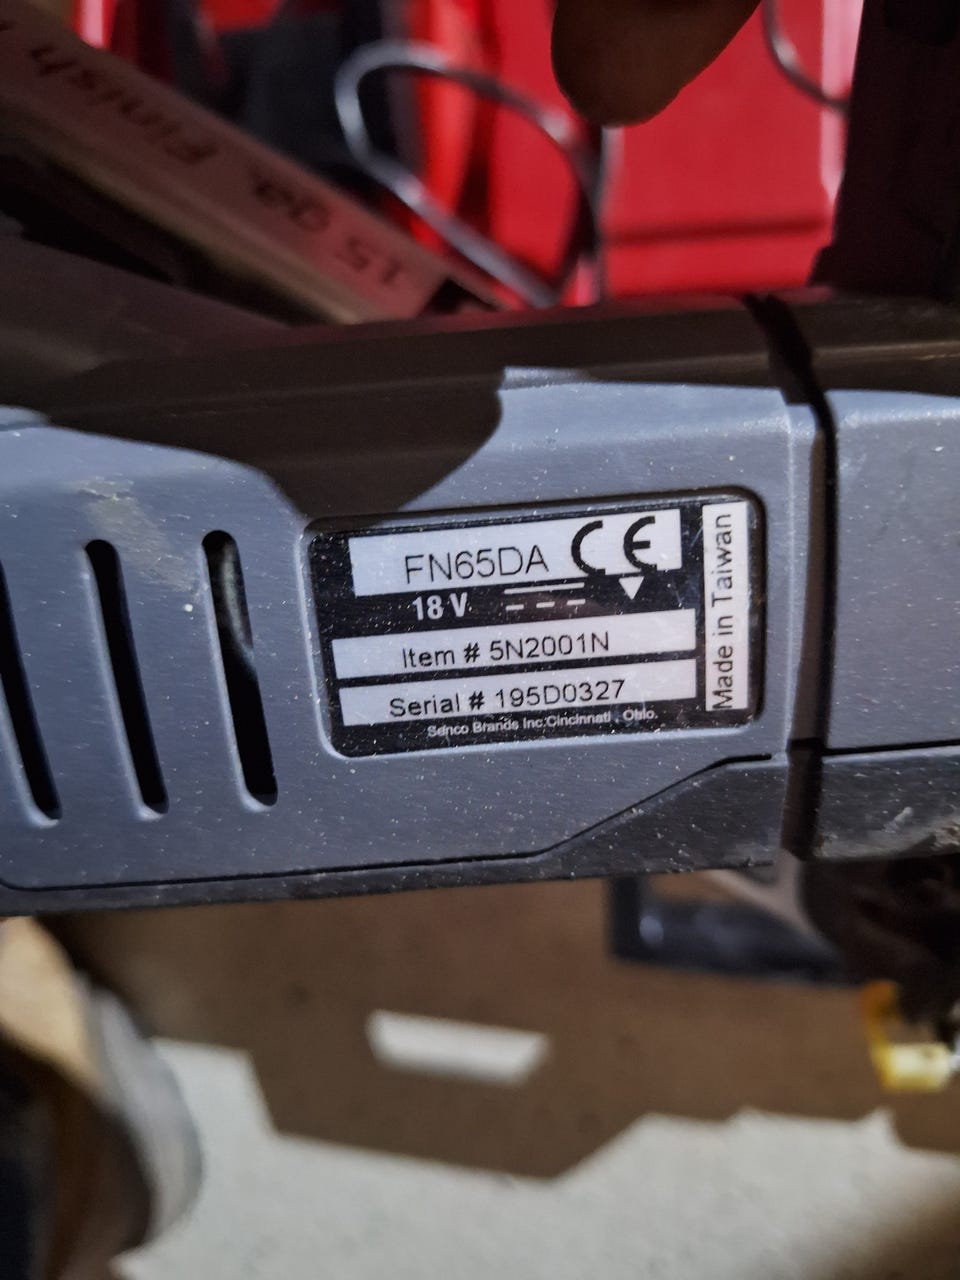 15 ga. Finish
FN65DA CE
18 V
Item # 5N2001N
Serial # 195D0327
Senco Brands Inc.Cincinnati , Ohio.
Made in Taiwan